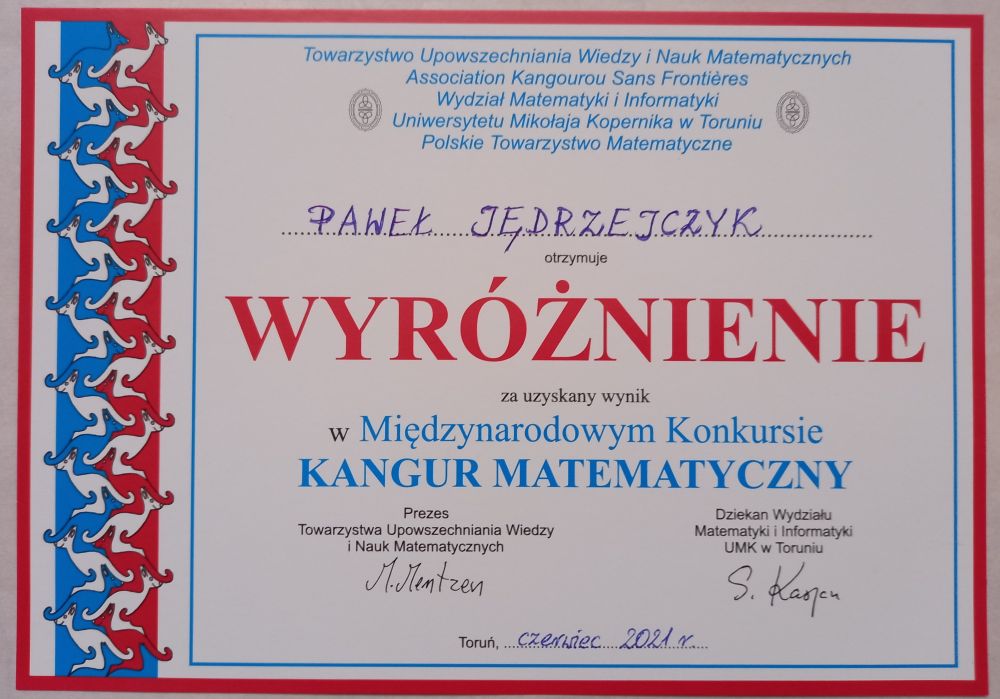 Towarzystwo Upowszechniania Wiedzy i Nauk Matematycznych
Association Kangourou Sans Frontières
Wydział Matematyki i Informatyki
Uniwersytetu Mikołaja Kopernika w Toruniu
Polskie Towarzystwo Matematyczne
PAWEŁ JĘDRZEJCZYK
otrzymuje
WYRÓŻNIENIE
za uzyskany wynik
w Międzynarodowym Konkursie
KANGUR MATEMATYCZNY
Prezes
Towarzystwa Upowszechniania Wiedzy
i Nauk Matematycznych
M. Mentzen
Dziekan Wydziału
Matematyki i Informatyki
UMK w Toruniu
S. Kasjan
Toruń, czerwiec 2021 r.